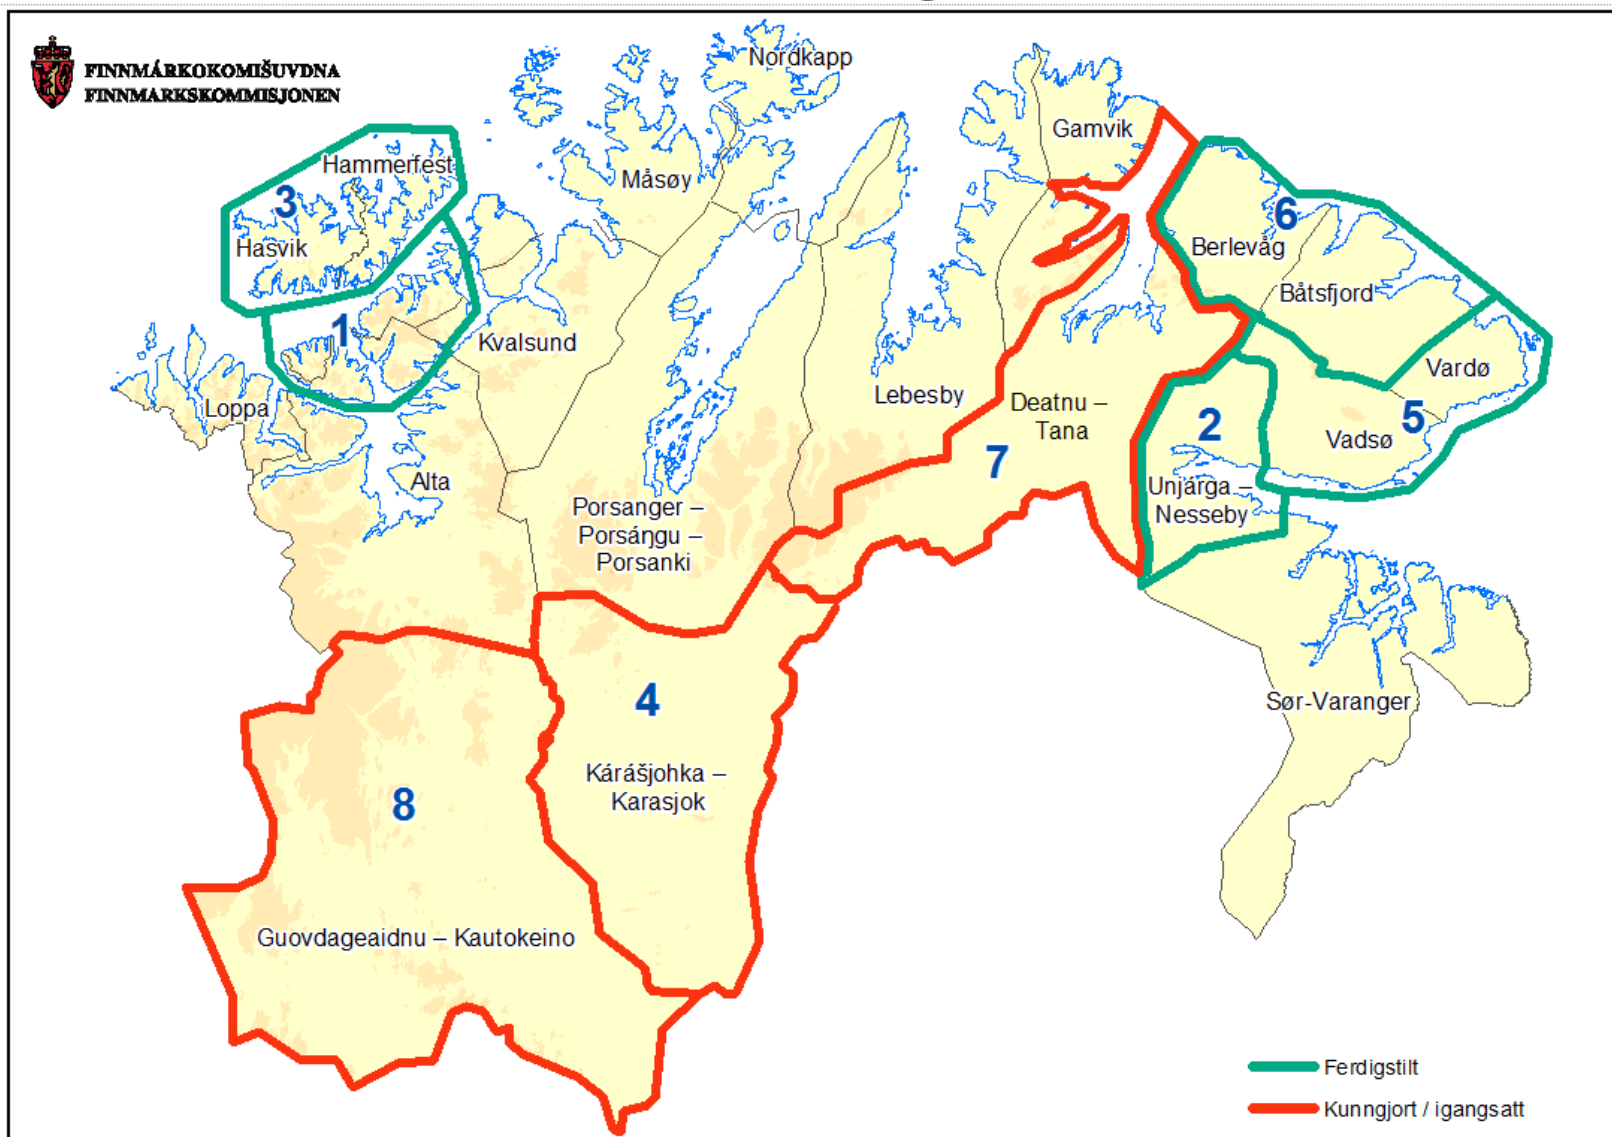 FINNMÁRKOKOMIŠUVDNA
FINNMARKSKOMMISJONEN
Nordkapp
Gamvik
Hammerfest
Måsøy
3
Hasvik
6
Berlevåg
Båtsfjord
1
Kvalsund
Vardø
Loppa
Lebesby
Deatnu –
Tana
2
5
Vadsø
7
Alta
Unjárga –
Nesseby
Porsanger –
Porsáŋgu –
Porsanki
4
Sør-Varanger
Kárášjohka –
Karasjok
8
Guovdageaidnu – Kautokeino
Ferdigstilt
Kunngjort / igangsatt